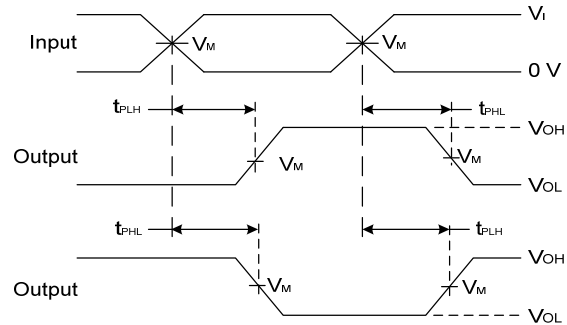 Input VM VM VI
0 V
tPLH tPHL
Output VM VM VOH
VOL
tPHL tPLH
Output VM VM VOH
VOL